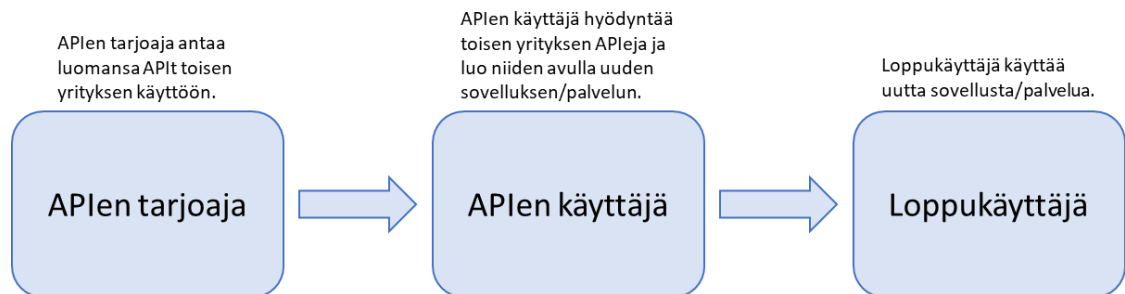 APIen tarjoaja antaa
luomansa APIt toisen
yrityksen käyttöön.
APIen käyttäjä hyödyntää
toisen yrityksen APIeja ja
luo niiden avulla uuden
sovelluksen/palvelun.
Loppukäyttäjä käyttää
uutta sovellusta/palvelua.
APIen tarjoaja
APIen käyttäjä
Loppukäyttäjä